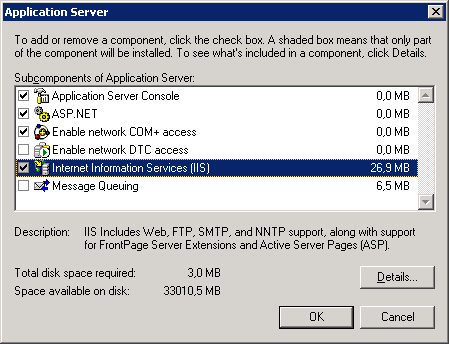 Application Server
To add or remove a component, click the check box. A shaded box means that only part
of the component will be installed. To see what's included in a component, click Details.
Subcomponents of Application Server:
Application Server Console 0,0 MB
ASP.NET 0,0 MB
Enable network COM+ access 0,0 MB
Enable network DTC access 0,0 MB
Internet Information Services (IIS) 26,9 MB
Message Queuing 6,5 MB
Description: IIS Includes Web, FTP, SMTP, and NNTP support, along with support
for FrontPage Server Extensions and Active Server Pages (ASP).
Total disk space required: 3,0 MB
Space available on disk: 33010,5 MB
Details...
OK Cancel